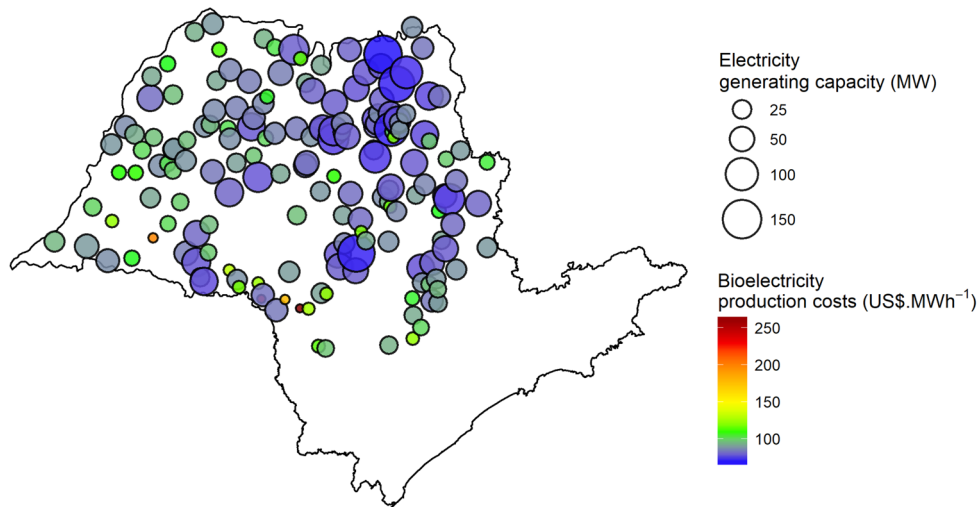 Electricity
generating capacity (MW)
25
50
100
150
Bioelectricity
production costs (US$.MWh⁻¹)
250
200
150
100